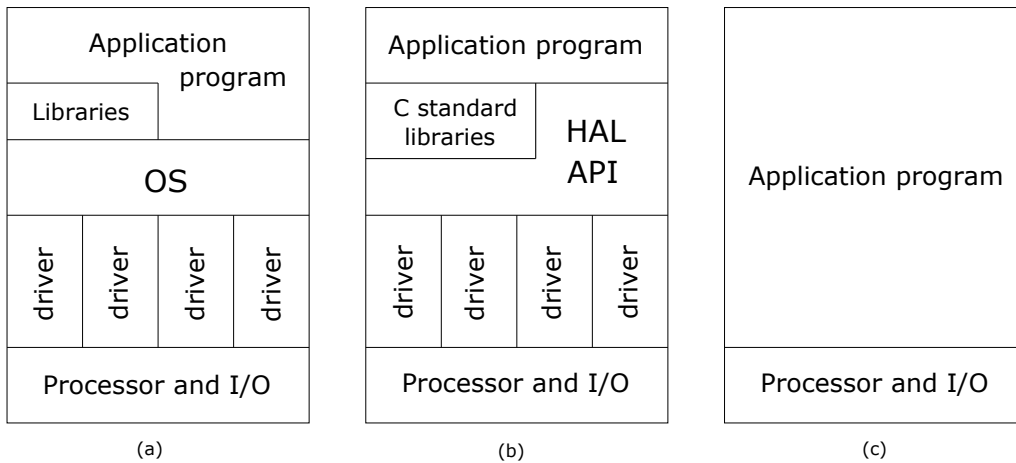 Application
program
Libraries
OS
driver
driver
driver
driver
Processor and I/O
(a)
Application program
C standard
libraries
HAL
API
driver
driver
driver
driver
Processor and I/O
(b)
Application program
Processor and I/O
(c)